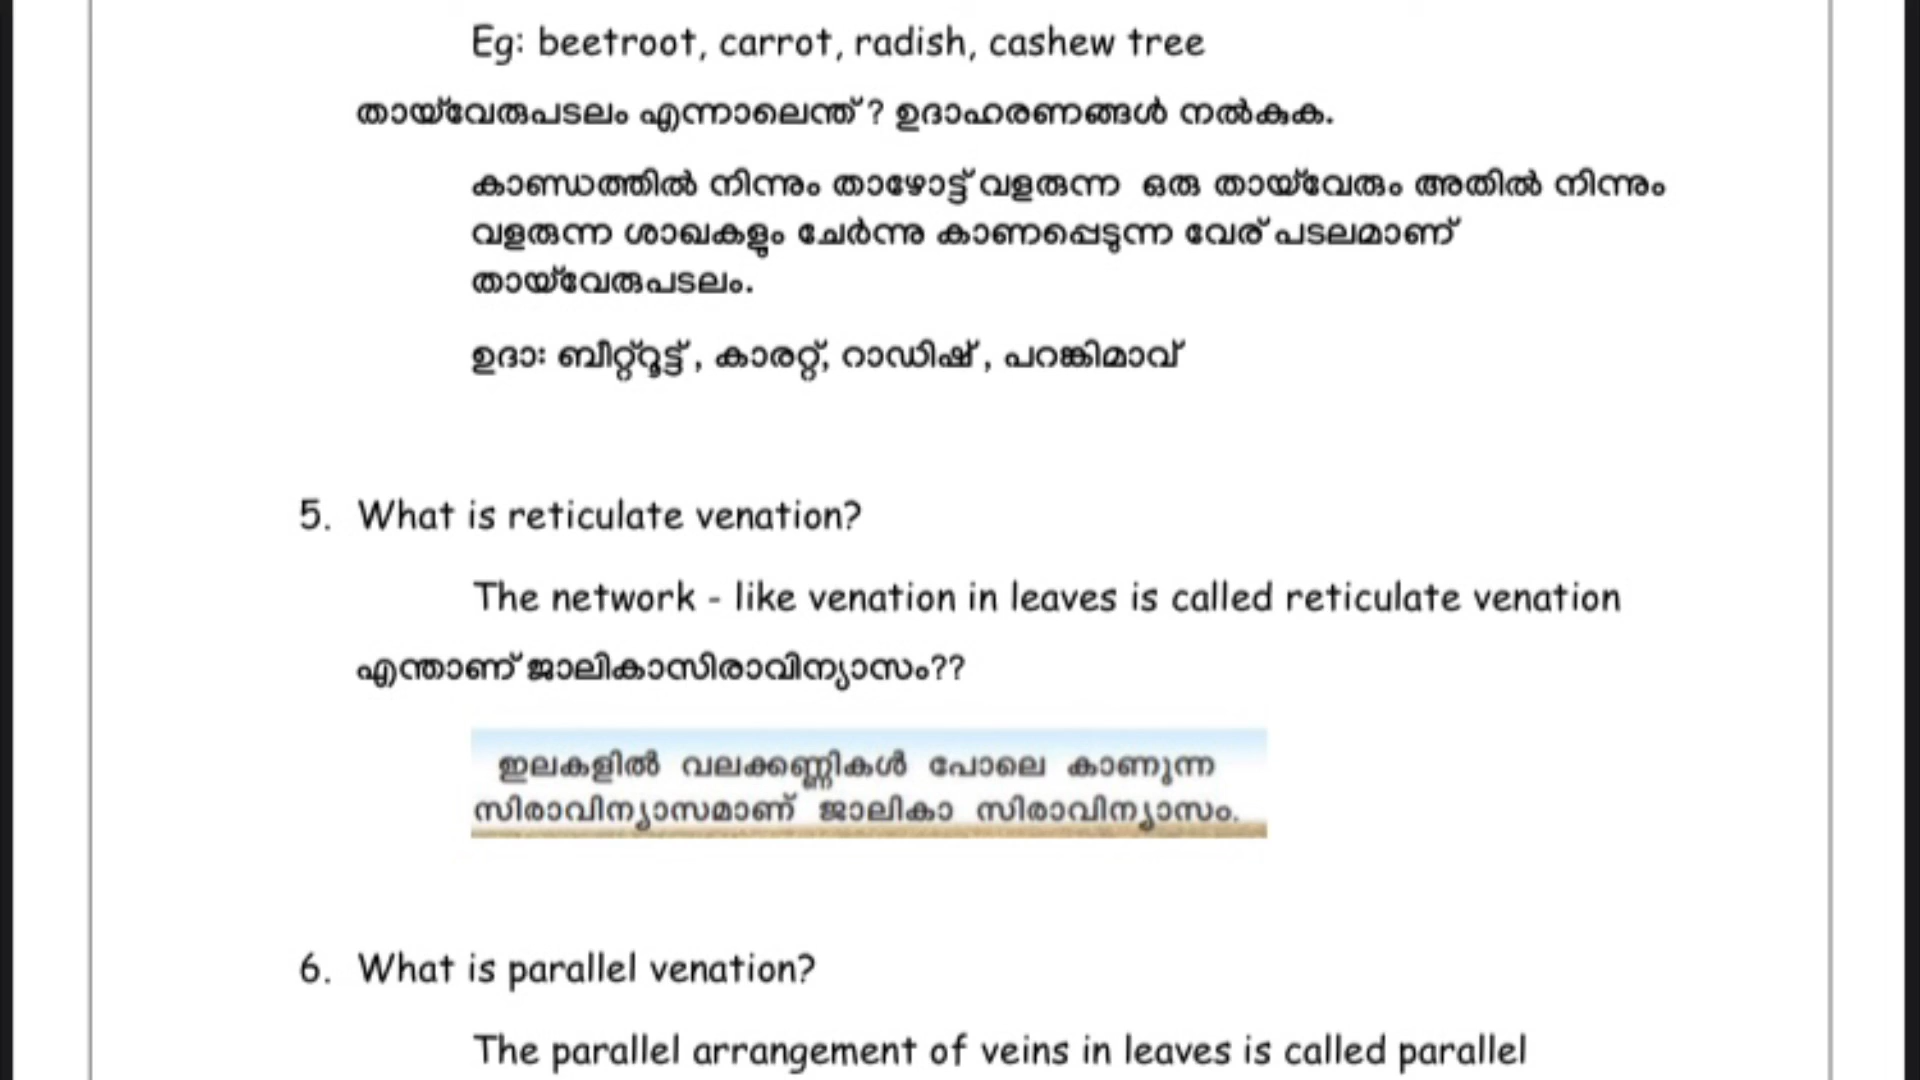 Eg: beetroot, carrot, radish, cashew tree
തായ്‌വേരുപടലം എന്നാലെന്ത് ? ഉദാഹരണങ്ങൾ നൽകുക.
കാണ്ഡത്തിൽ നിന്നും താഴോട്ട് വളരുന്ന ഒരു തായ്‌വേരും അതിൽ നിന്നും
വളരുന്ന ശാഖകളും ചേർന്നു കാണപ്പെടുന്ന വേര് പടലമാണ്
തായ്‌വേരുപടലം.
ഉദാഃ ബീറ്റ്റൂട്ട് , കാരറ്റ്, റാഡിഷ് , പറങ്കിമാവ്
5. What is reticulate venation?
The network - like venation in leaves is called reticulate venation
എന്താണ് ജാലികാസിരാവിന്യാസം??
ഇലകളിൽ വലക്കണ്ണികൾ പോലെ കാണുന്ന
സിരാവിന്യാസമാണ് ജാലികാ സിരാവിന്യാസം.
6. What is parallel venation?
The parallel arrangement of veins in leaves is called parallel